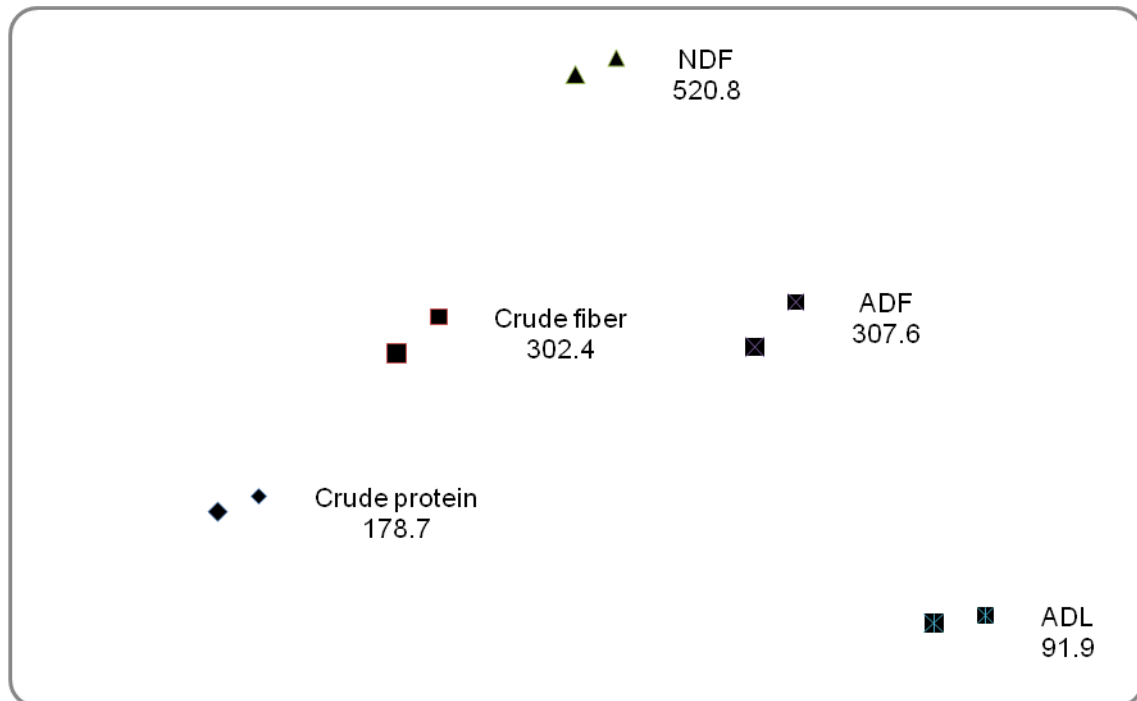 NDF
520.8
Crude fiber
302.4
ADF
307.6
Crude protein
178.7
ADL
91.9